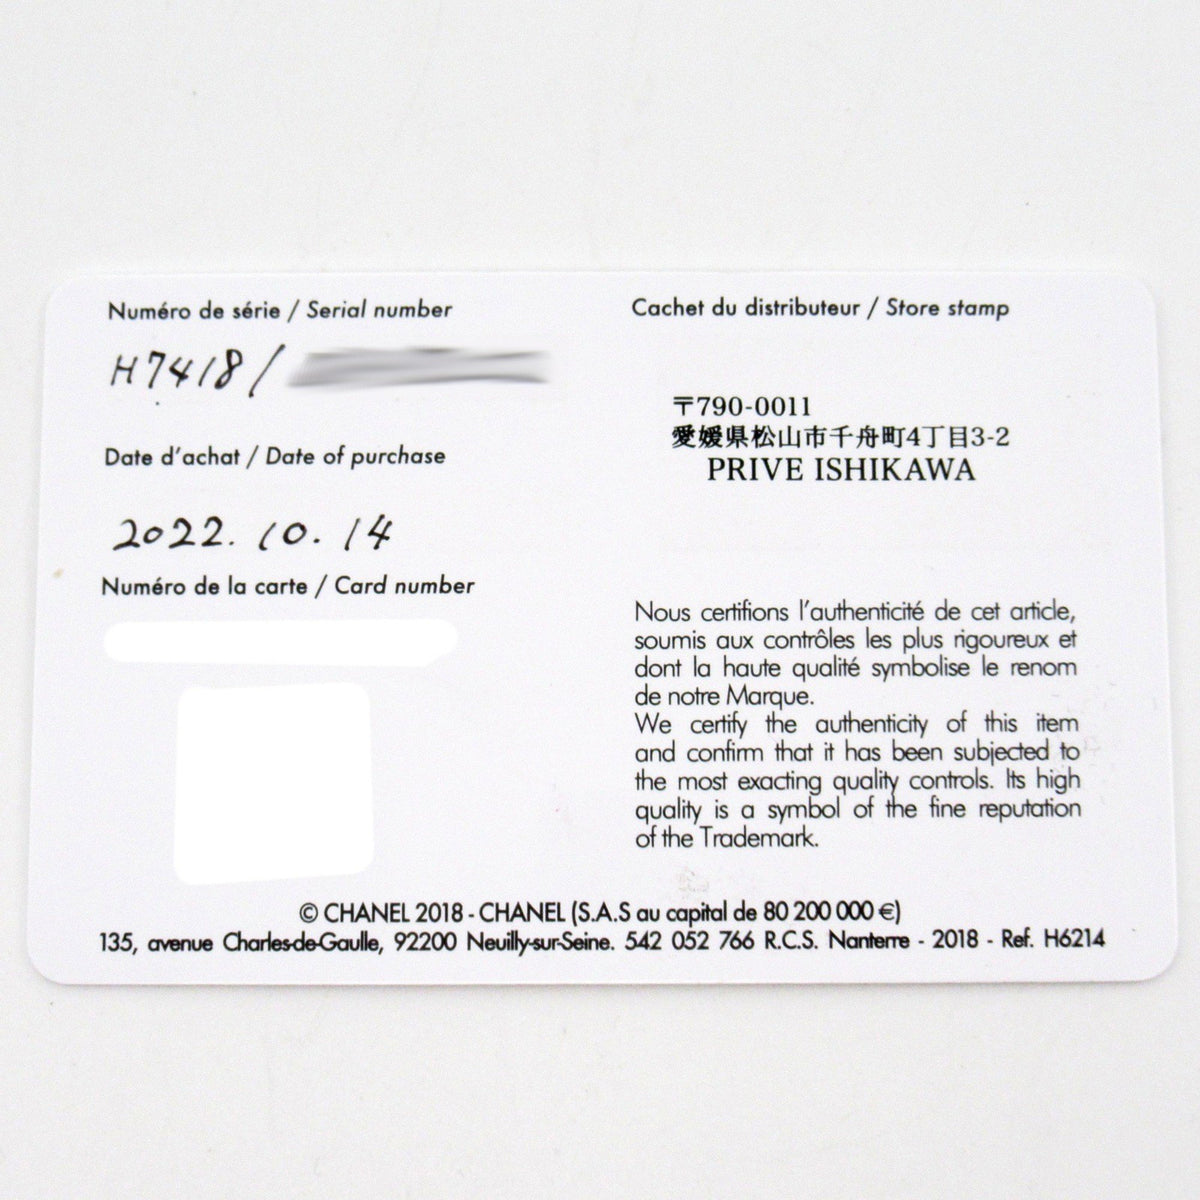 Numéro de série / Serial number
H7418/
Date d'achat / Date of purchase
2022. 10. 14
Numéro de la carte / Card number
Cachet du distributeur / Store stamp
〒790-0011
愛媛県松山市千舟町4丁目3-2
PRIVE ISHIKAWA
Nous certifions l'authenticité de cet article,
soumis aux contrôles les plus rigoureux et
dont la haute qualité symbolise le renom
de notre Marque.
We certify the authenticity of this item
and confirm that it has been subjected to
the most exacting quality controls. Its high
quality is a symbol of the fine reputation
of the Trademark.
© CHANEL 2018 - CHANEL (S.A.S au capital de 80 200 000 €)
135, avenue Charles-de-Gaulle, 92200 Neuilly-sur-Seine. 542 052 766 R.C.S. Nanterre - 2018 - Ref. H6214